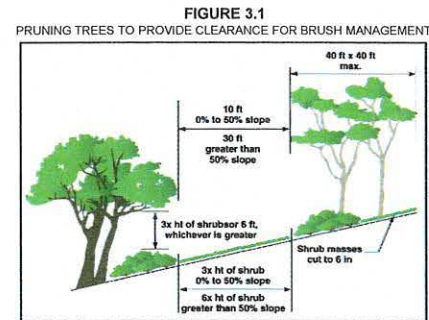 FIGURE 3.1
PRUNING TREES TO PROVIDE CLEARANCE FOR BRUSH MANAGEMENT
40 ft x 40 ft
max.
10 ft
0% to 50% slope
30 ft
greater than
50% slope
3x ht of shrubsor 6 ft,
whichever is greater
Shrub masses
cut to 6 in
3x ht of shrub
0% to 50% slope
6x ht of shrub
greater than 50% slope